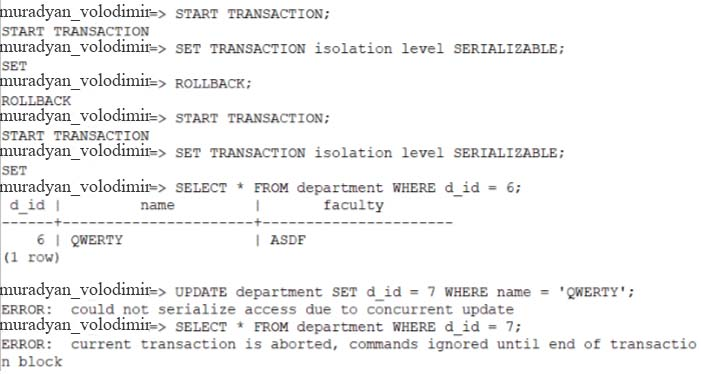 muradyan_volodimir=> START TRANSACTION;
START TRANSACTION
muradyan_volodimir=> SET TRANSACTION isolation level SERIALIZABLE;
SET
muradyan_volodimir=> ROLLBACK;
ROLLBACK
muradyan_volodimir=> START TRANSACTION;
START TRANSACTION
muradyan_volodimir=> SET TRANSACTION isolation level SERIALIZABLE;
SET
muradyan_volodimir=> SELECT * FROM department WHERE d_id = 6;
 d_id |         name         |       faculty
------+----------------------+----------------------
    6 | QWERTY               | ASDF
(1 row)
muradyan_volodimir=> UPDATE department SET d_id = 7 WHERE name = 'QWERTY';
ERROR:  could not serialize access due to concurrent update
muradyan_volodimir=> SELECT * FROM department WHERE d_id = 7;
ERROR:  current transaction is aborted, commands ignored until end of transactio
n block